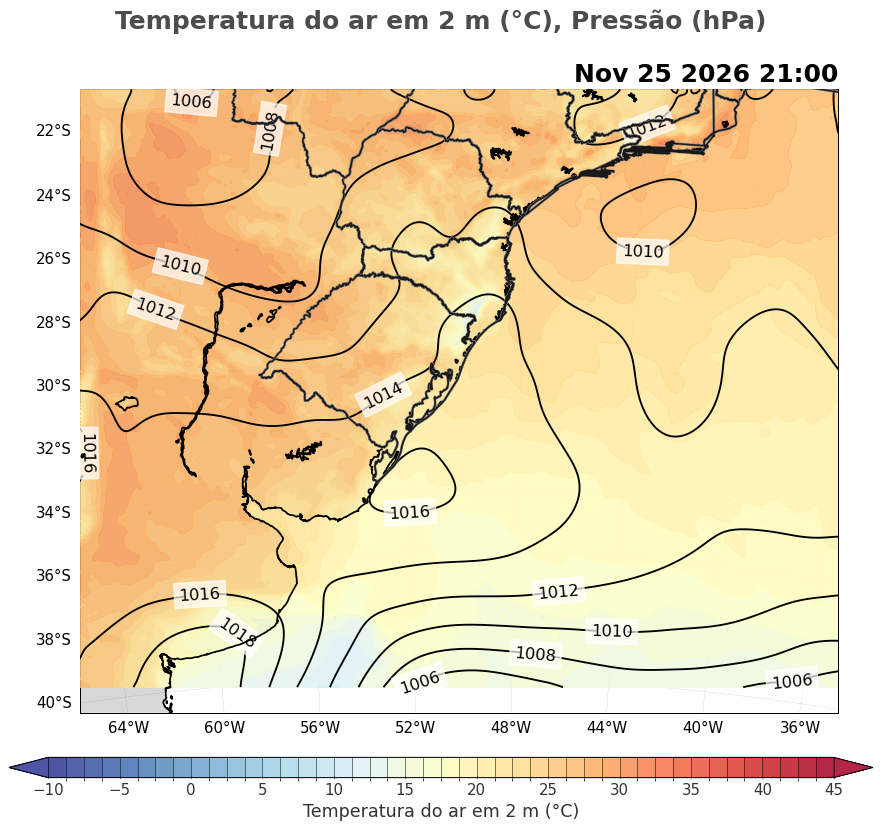 Temperatura do ar em 2 m (°C), Pressão (hPa)
Nov 25 2026 21:00
1006
1008
1012
22°S
24°S
1010
26°S
1010
1012
28°S
30°S
1014
1016
32°S
1016
34°S
36°S
1016
1012
1018
1010
38°S
1008
1006
1006
40°S
64°W 60°W 56°W 52°W 48°W 44°W 40°W 36°W
−10 −5 0 5 10 15 20 25 30 35 40 45
Temperatura do ar em 2 m (°C)